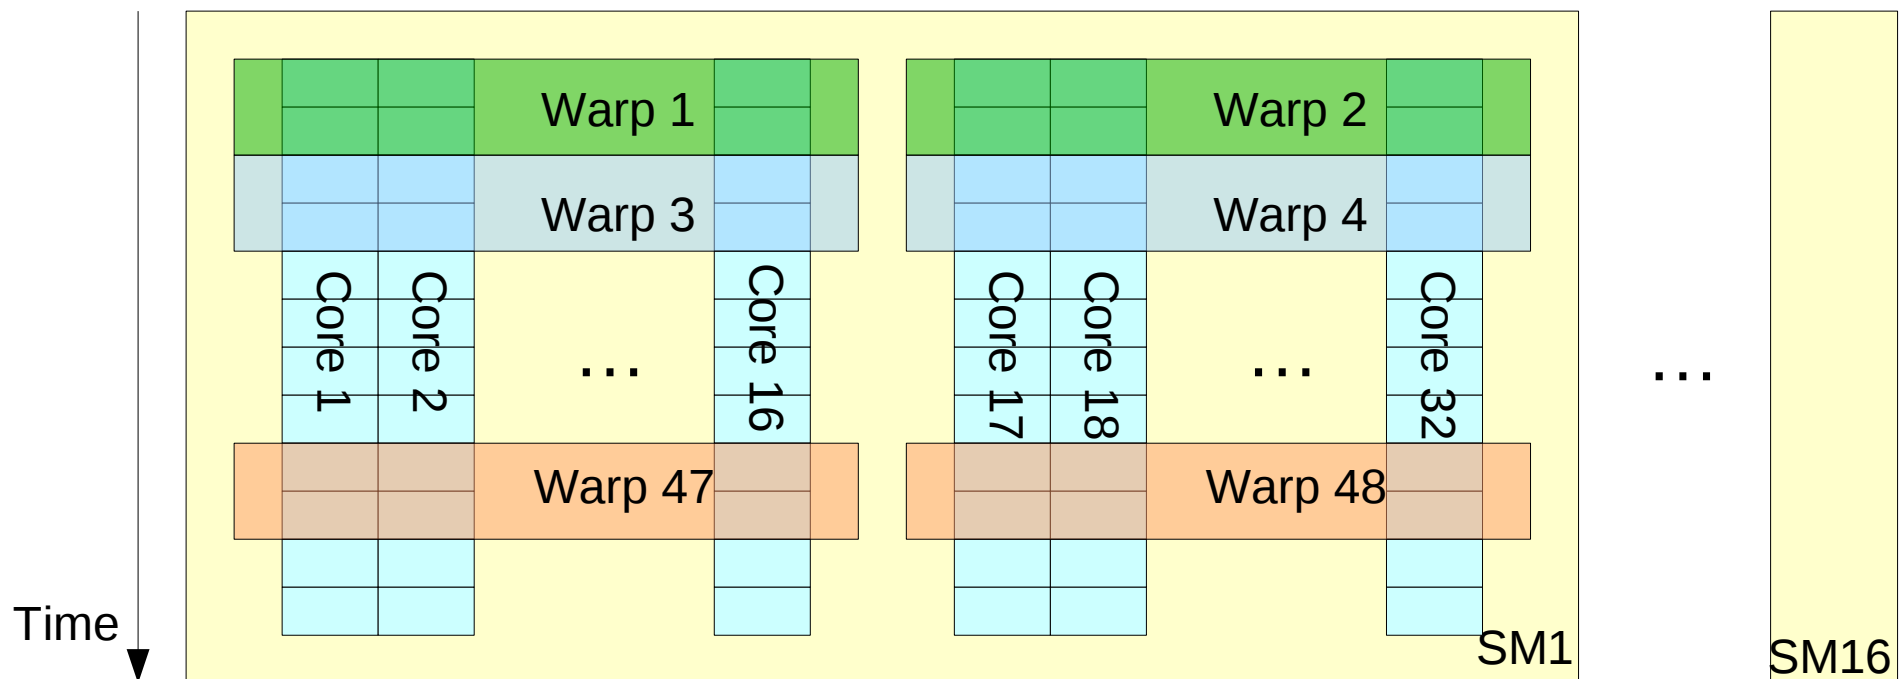 Warp 1
Warp 2
Warp 3
Warp 4
Core 1
Core 2
...
Core 16
Core 17
Core 18
...
Core 32
...
Warp 47
Warp 48
Time
SM1
SM16